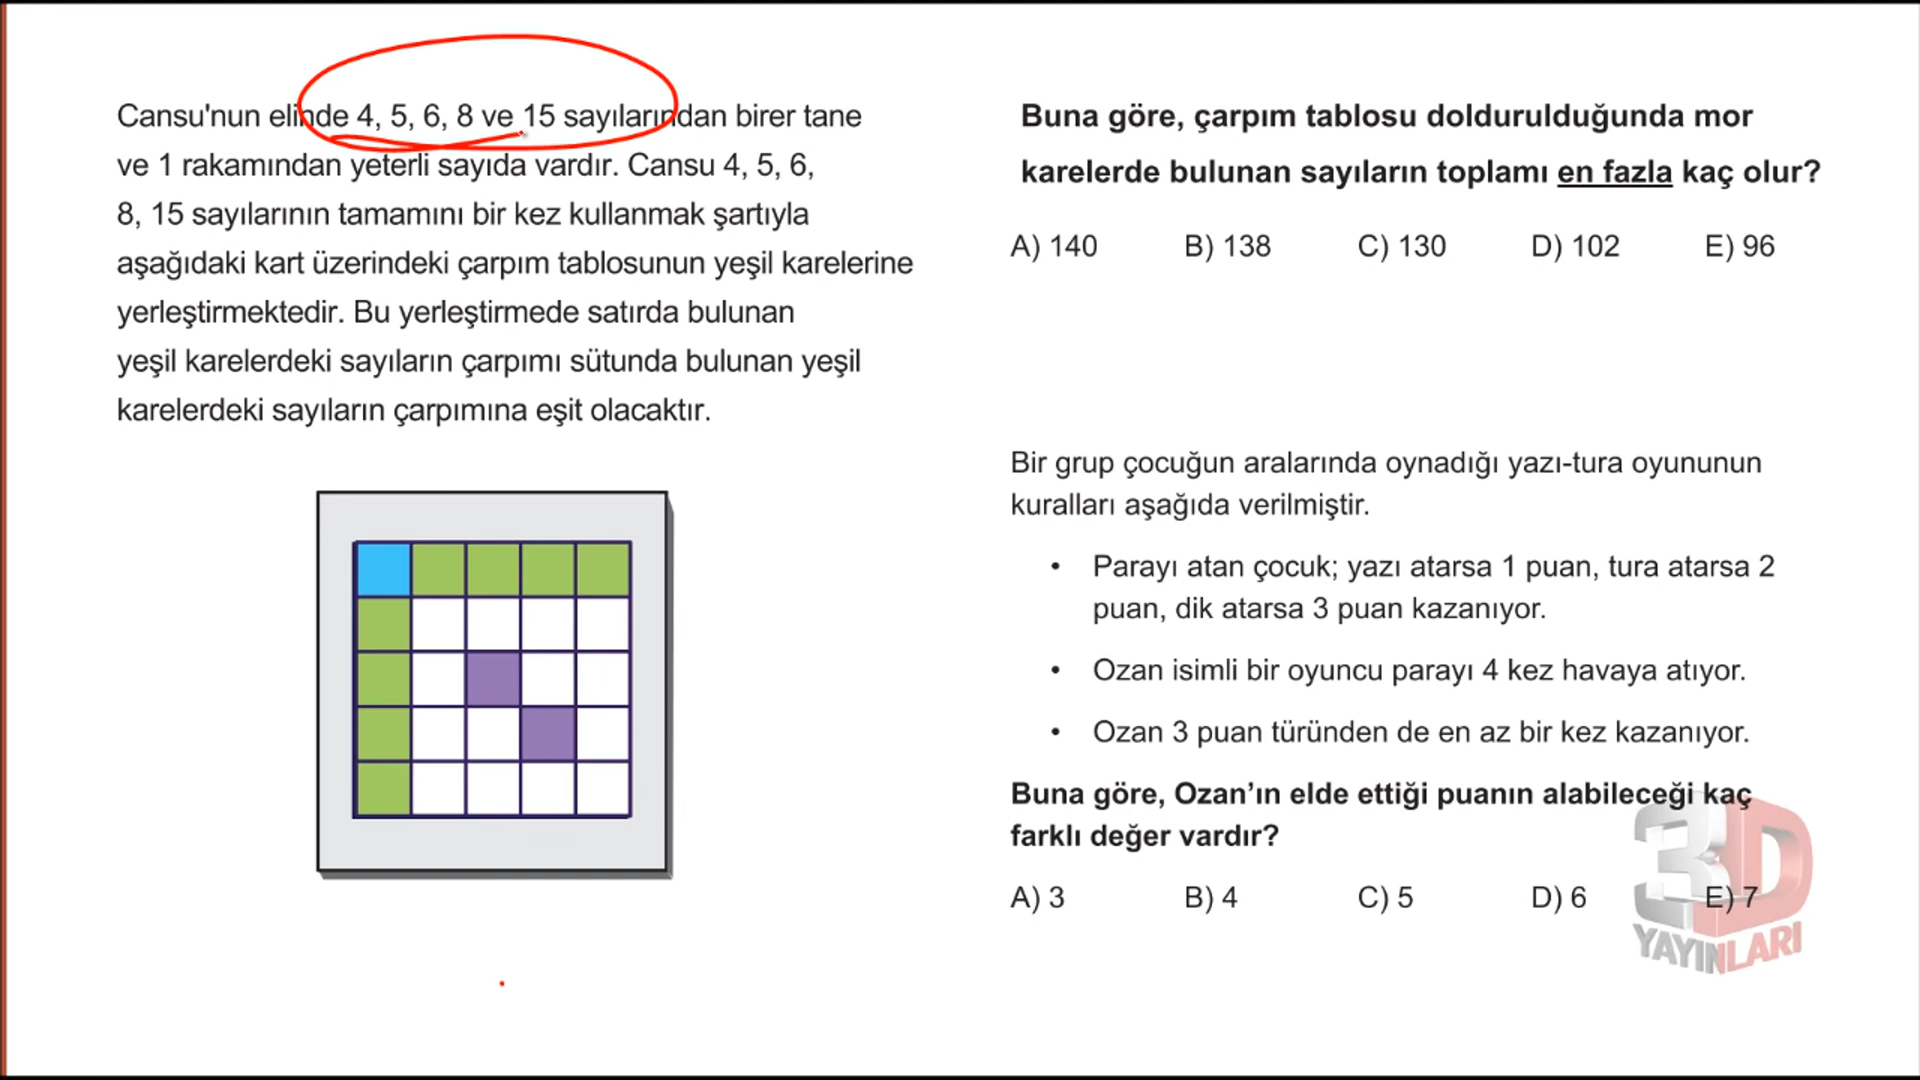 Cansu'nun elinde 4, 5, 6, 8 ve 15 sayılarından birer tane
ve 1 rakamından yeterli sayıda vardır. Cansu 4, 5, 6,
8, 15 sayılarının tamamını bir kez kullanmak şartıyla
aşağıdaki kart üzerindeki çarpım tablosunun yeşil karelerine
yerleştirmektedir. Bu yerleştirmede satırda bulunan
yeşil karelerdeki sayıların çarpımı sütunda bulunan yeşil
karelerdeki sayıların çarpımına eşit olacaktır.
Buna göre, çarpım tablosu doldurulduğunda mor
karelerde bulunan sayıların toplamı en fazla kaç olur?
A) 140 B) 138 C) 130 D) 102 E) 96
Bir grup çocuğun aralarında oynadığı yazı-tura oyununun
kuralları aşağıda verilmiştir.
• Parayı atan çocuk; yazı atarsa 1 puan, tura atarsa 2
puan, dik atarsa 3 puan kazanıyor.
• Ozan isimli bir oyuncu parayı 4 kez havaya atıyor.
• Ozan 3 puan türünden de en az bir kez kazanıyor.
Buna göre, Ozan'ın elde ettiği puanın alabileceği kaç
farklı değer vardır?
A) 3 B) 4 C) 5 D) 6 E) 7
3D
YAYINLARI